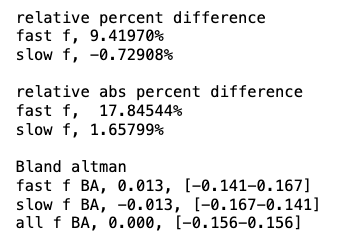 relative percent difference
fast f, 9.41970%
slow f, -0.72908%
relative abs percent difference
fast f,  17.84544%
slow f, 1.65799%
Bland altman
fast f BA, 0.013, [-0.141-0.167]
slow f BA, -0.013, [-0.167-0.141]
all f BA, 0.000, [-0.156-0.156]